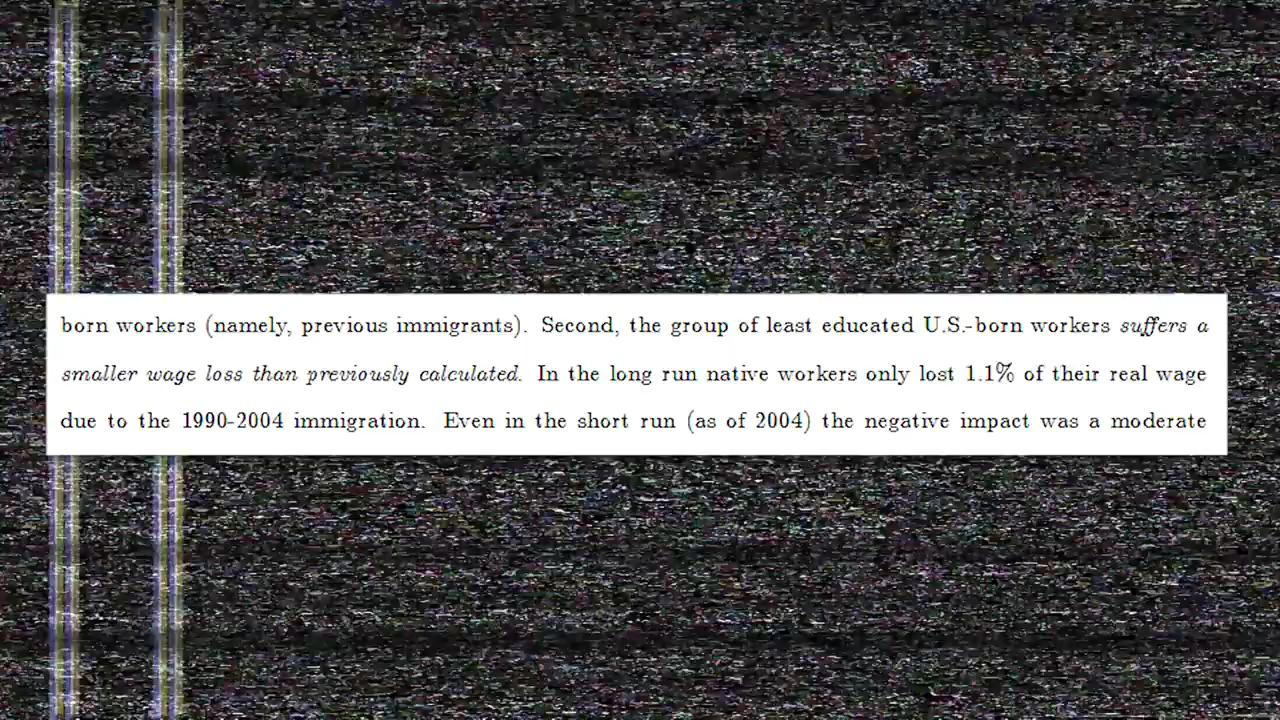 born workers (namely, previous immigrants). Second, the group of least educated U.S.-born workers suffers a
smaller wage loss than previously calculated. In the long run native workers only lost 1.1% of their real wage
due to the 1990-2004 immigration. Even in the short run (as of 2004) the negative impact was a moderate